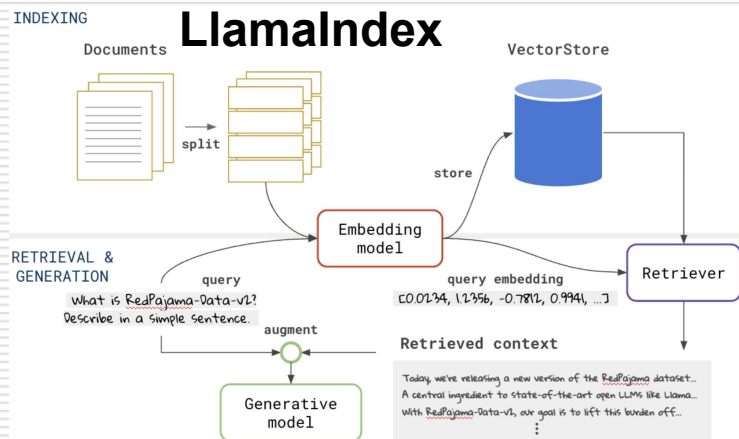 INDEXING
LlamaIndex
Documents
VectorStore
split
store
Embedding
model
RETRIEVAL &
GENERATION
query
What is RedPajama-Data-v2?
Describe in a simple sentence.
query embedding
[0.0234, 1.2356, -0.7812, 0.9941, ...]
Retriever
augment
Retrieved context
Generative
model
Today, we're releasing a new version of the RedPajama dataset...
A central ingredient to state-of-the-art open LLMs like Llama...
With RedPajama-Data-v2, our goal is to lift this burden off...
⋮